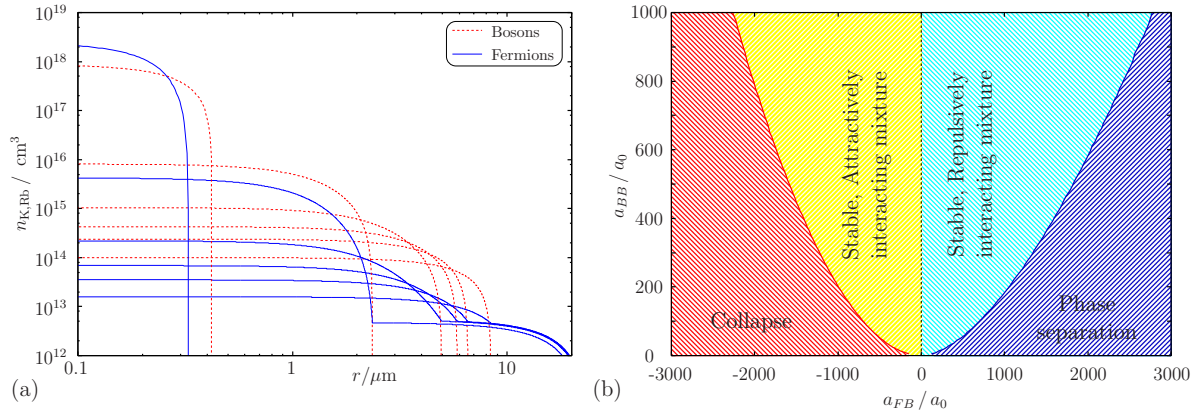 10^19
10^18
10^17
10^16
10^15
10^14
10^13
10^12
n_K,Rb / cm^3
0.1
1
10
r/μm
Bosons
Fermions
(a)
1000
800
600
400
200
0
a_BB / a_0
-3000
-2000
-1000
0
1000
2000
3000
a_FB / a_0
Collapse
Stable, Attractively
interacting mixture
Stable, Repulsively
interacting mixture
Phase
separation
(b)